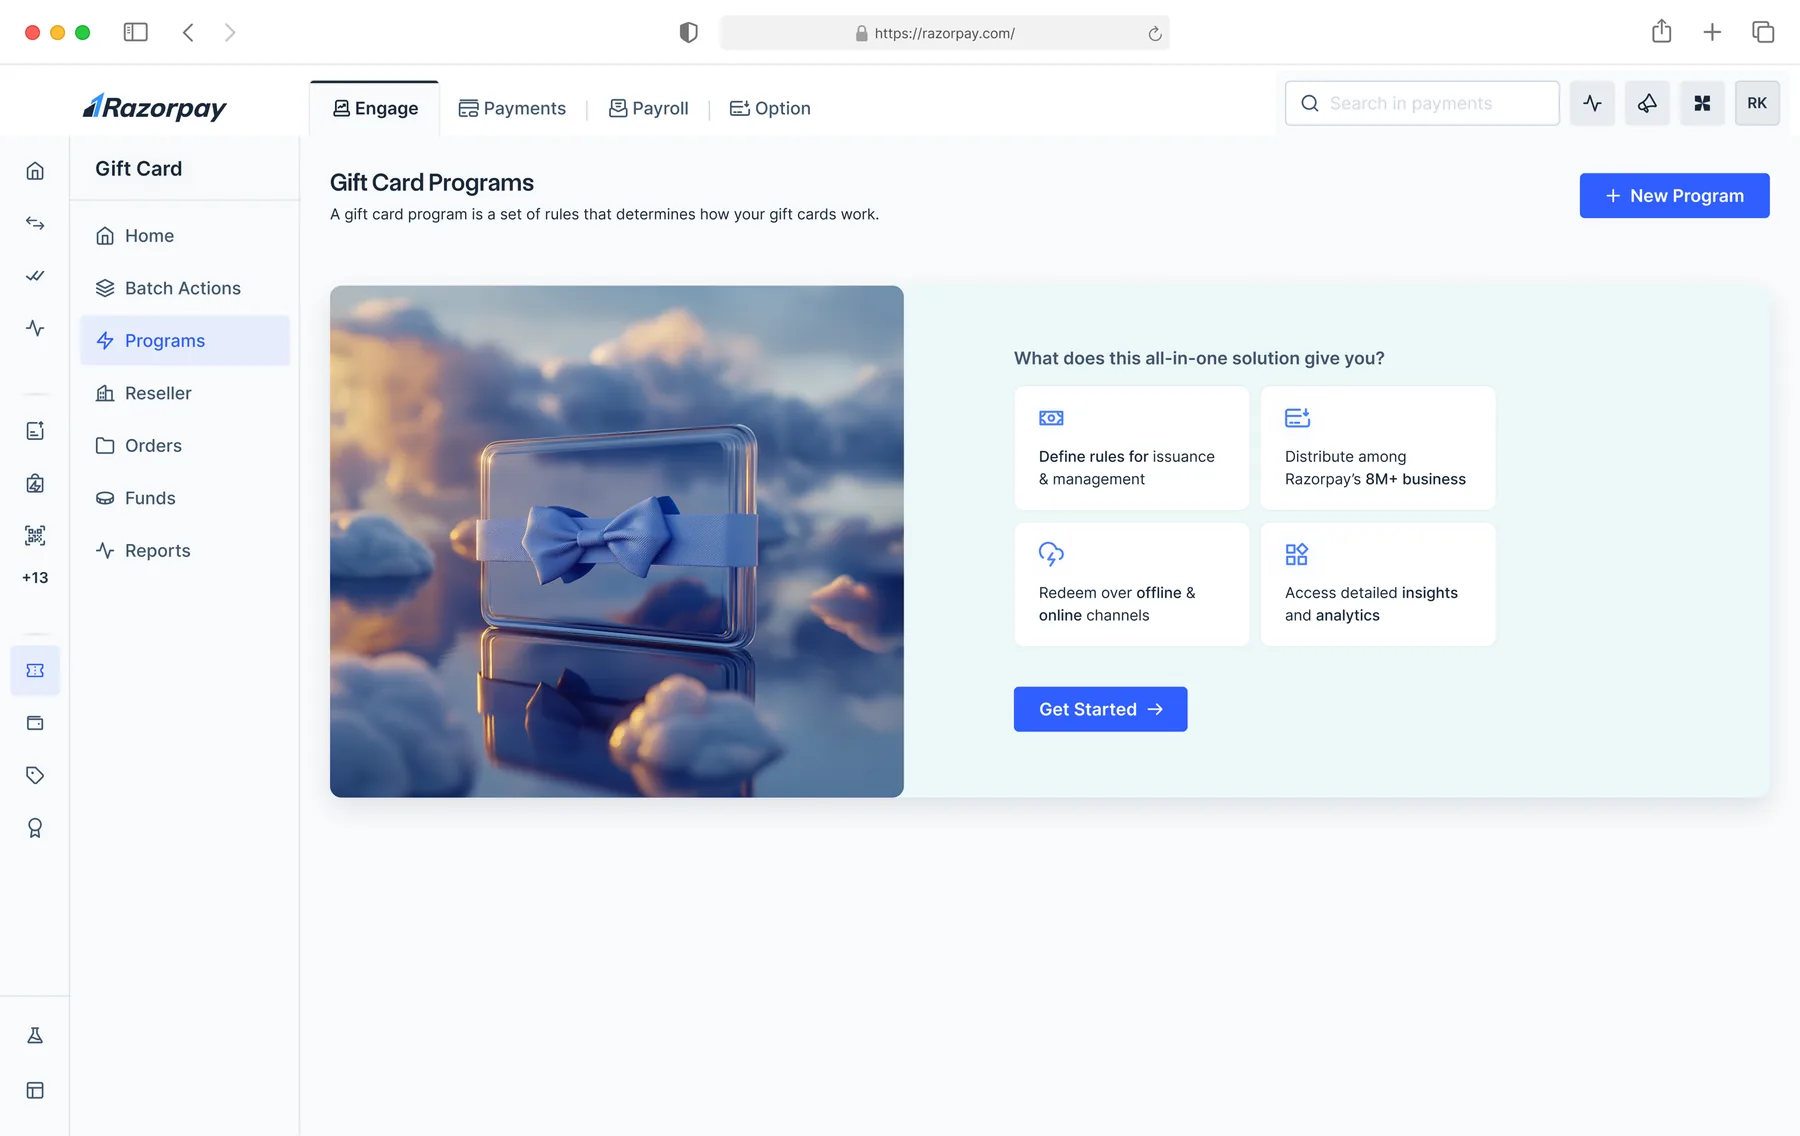 https://razorpay.com/
Razorpay
Engage
Payments
Payroll
Option
Search in payments
RK
Gift Card
Home
Batch Actions
Programs
Reseller
Orders
Funds
Reports
+13
Gift Card Programs
A gift card program is a set of rules that determines how your gift cards work.
+ New Program
What does this all-in-one solution give you?
Define rules for issuance
& management
Distribute among
Razorpay’s 8M+ business
Redeem over offline &
online channels
Access detailed insights
and analytics
Get Started →